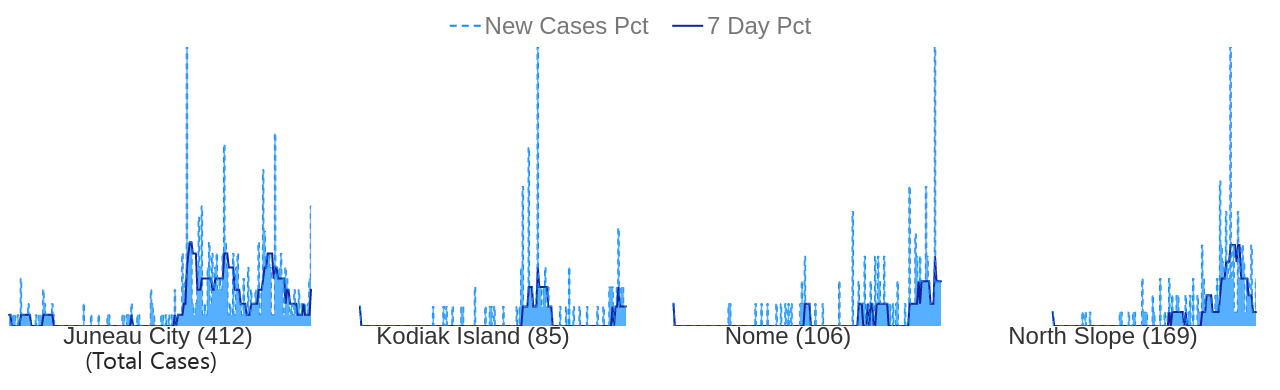 New Cases Pct 7 Day Pct
Juneau City (412) Kodiak Island (85) Nome (106) North Slope (169)
(Total Cases)